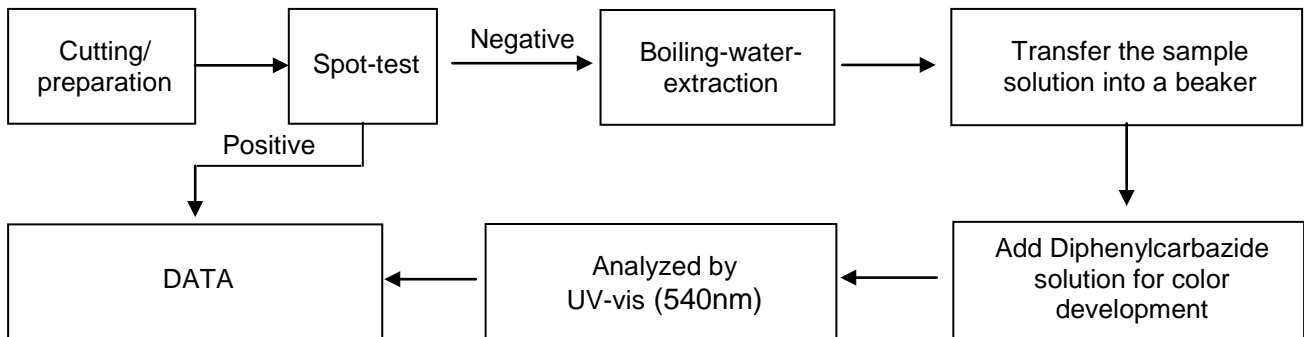 Cutting/
preparation
Spot-test
Negative
Boiling-water-
extraction
Transfer the sample
solution into a beaker
Positive
DATA
Analyzed by
UV-vis (540nm)
Add Diphenylcarbazide
solution for color
development